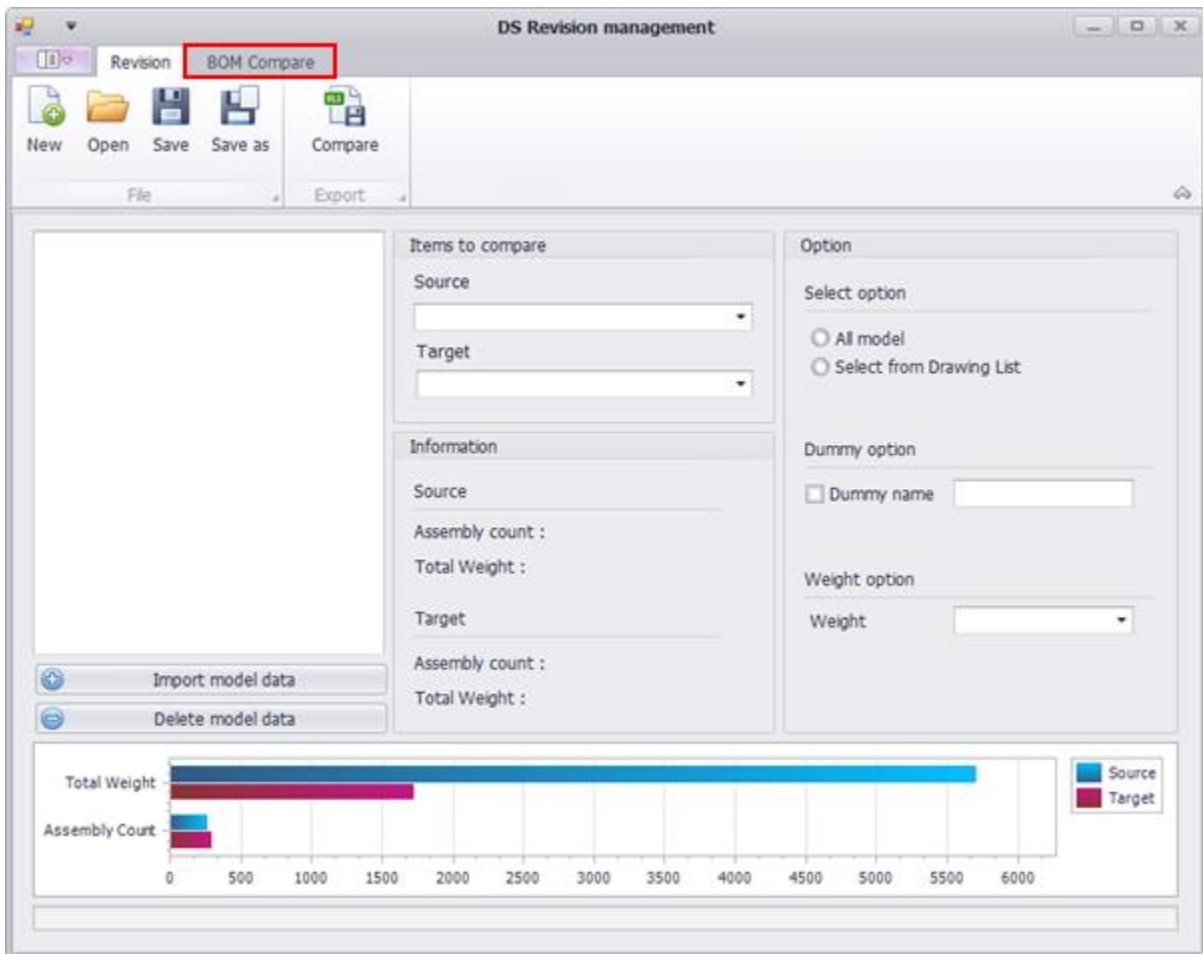 DS Revision management
Revision
BOM Compare
New
Open
Save
Save as
Compare
File
Export
Items to compare
Source
Target
Information
Source
Assembly count :
Total Weight :
Target
Assembly count :
Total Weight :
Option
Select option
All model
Select from Drawing List
Dummy option
Dummy name
Weight option
Weight
Import model data
Delete model data
Total Weight
Assembly Count
0 500 1000 1500 2000 2500 3000 3500 4000 4500 5000 5500 6000
Source
Target